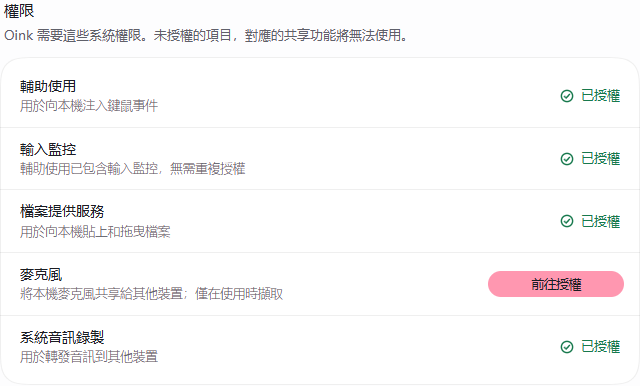 權限
Oink 需要這些系統權限。未授權的項目，對應的共享功能將無法使用。
輔助使用
用於向本機注入鍵鼠事件
已授權
輸入監控
輔助使用已包含輸入監控，無需重複授權
已授權
檔案提供服務
用於向本機貼上和拖曳檔案
已授權
麥克風
將本機麥克風共享給其他裝置；僅在使用時擷取
前往授權
系統音訊錄製
用於轉發音訊到其他裝置
已授權